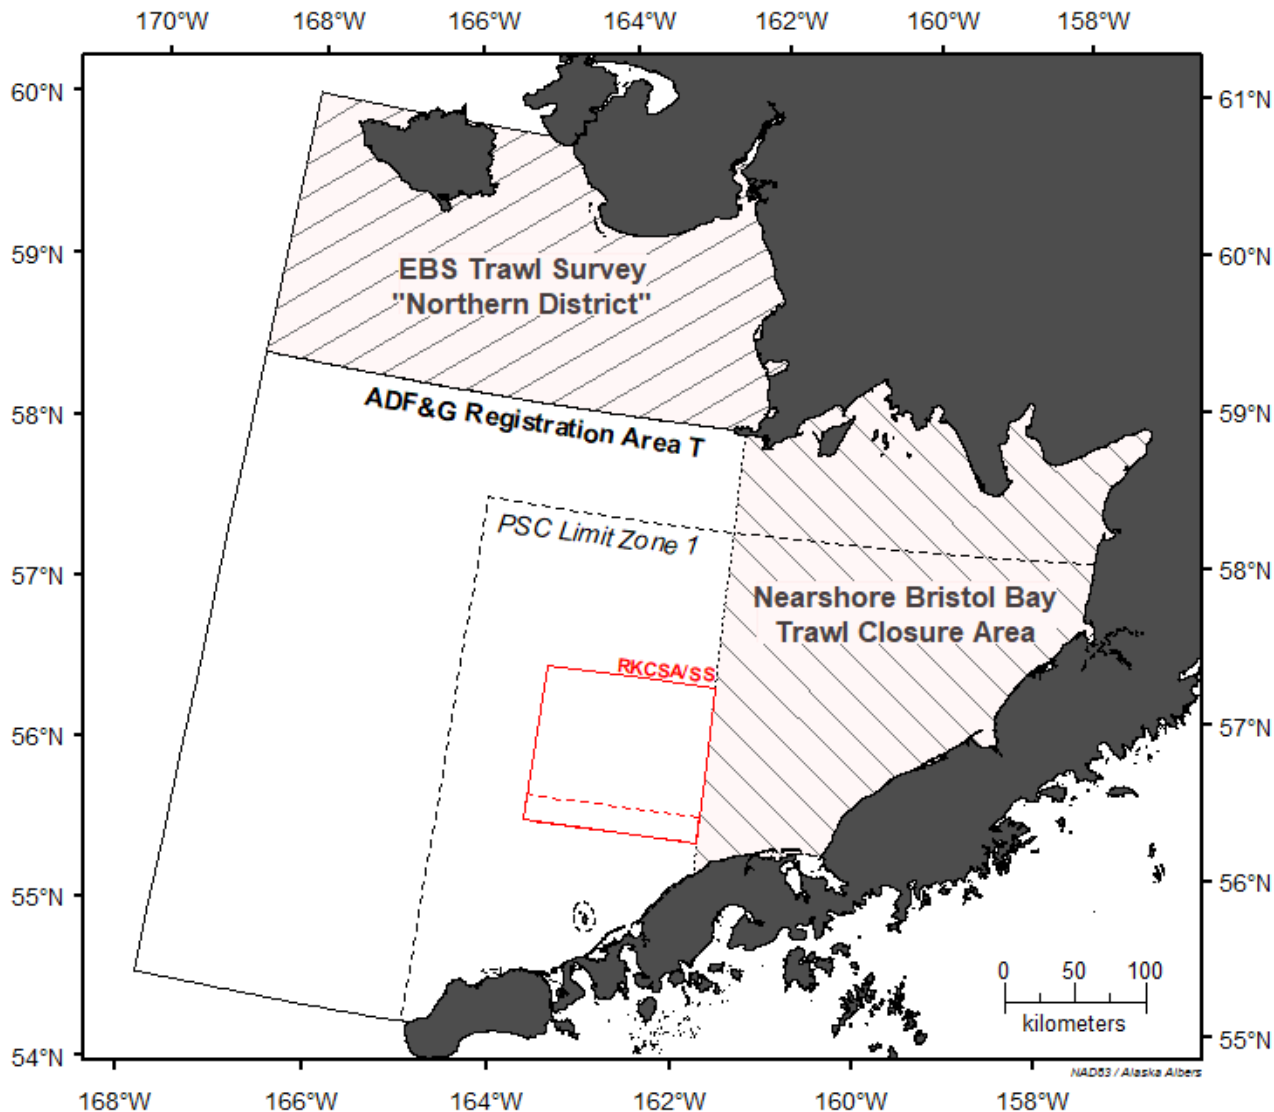 170°W 168°W 166°W 164°W 162°W 160°W 158°W
60°N
61°N
59°N
60°N
EBS Trawl Survey
"Northern District"
58°N
59°N
ADF&G Registration Area T
PSC Limit Zone 1
57°N
58°N
Nearshore Bristol Bay
Trawl Closure Area
RKCSA/SS
56°N
57°N
55°N
56°N
0 50 100
kilometers
54°N
55°N
NAD83 / Alaska Albers
168°W 166°W 164°W 162°W 160°W 158°W